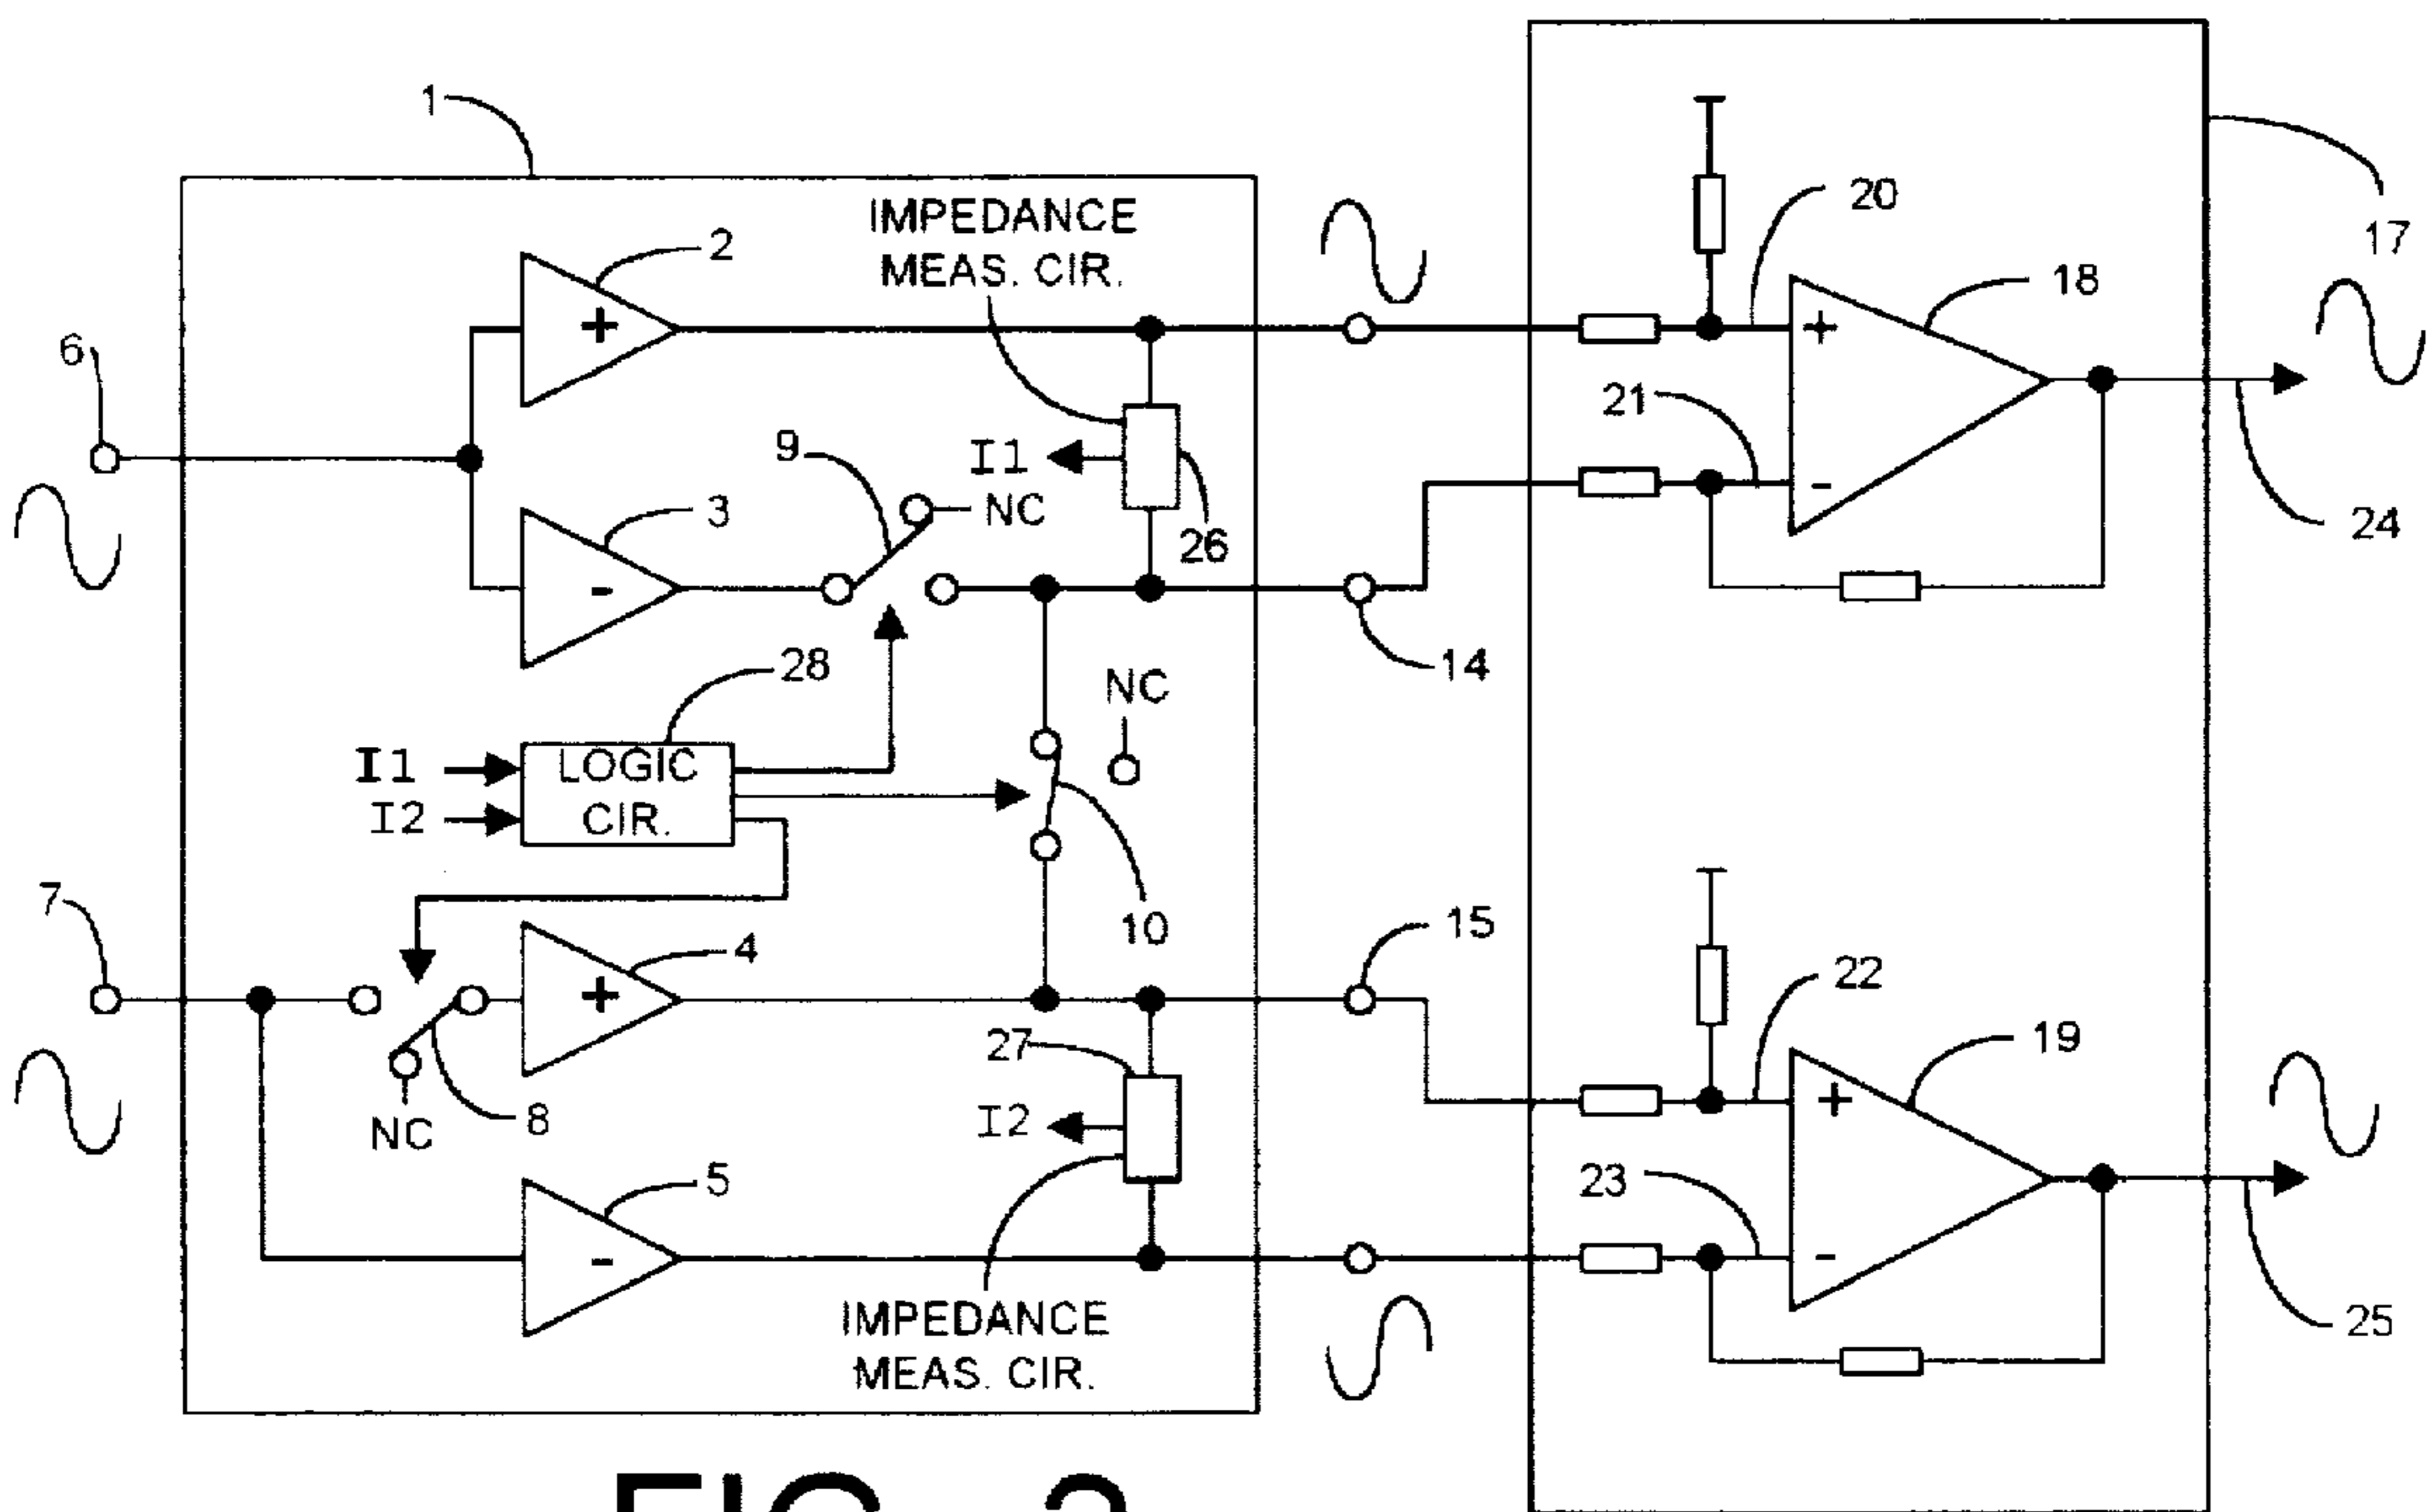 1
IMPEDANCE
MEAS. CIR.
2
20
17
18
6
+
+
21
9
I1
-
3
NC
26
24
-
28
14
NC
I1
LOGIC
I2
CIR.
7
10
15
4
+
22
27
19
8
I2
+
NC
5
23
-
-
IMPEDANCE
MEAS. CIR.
25